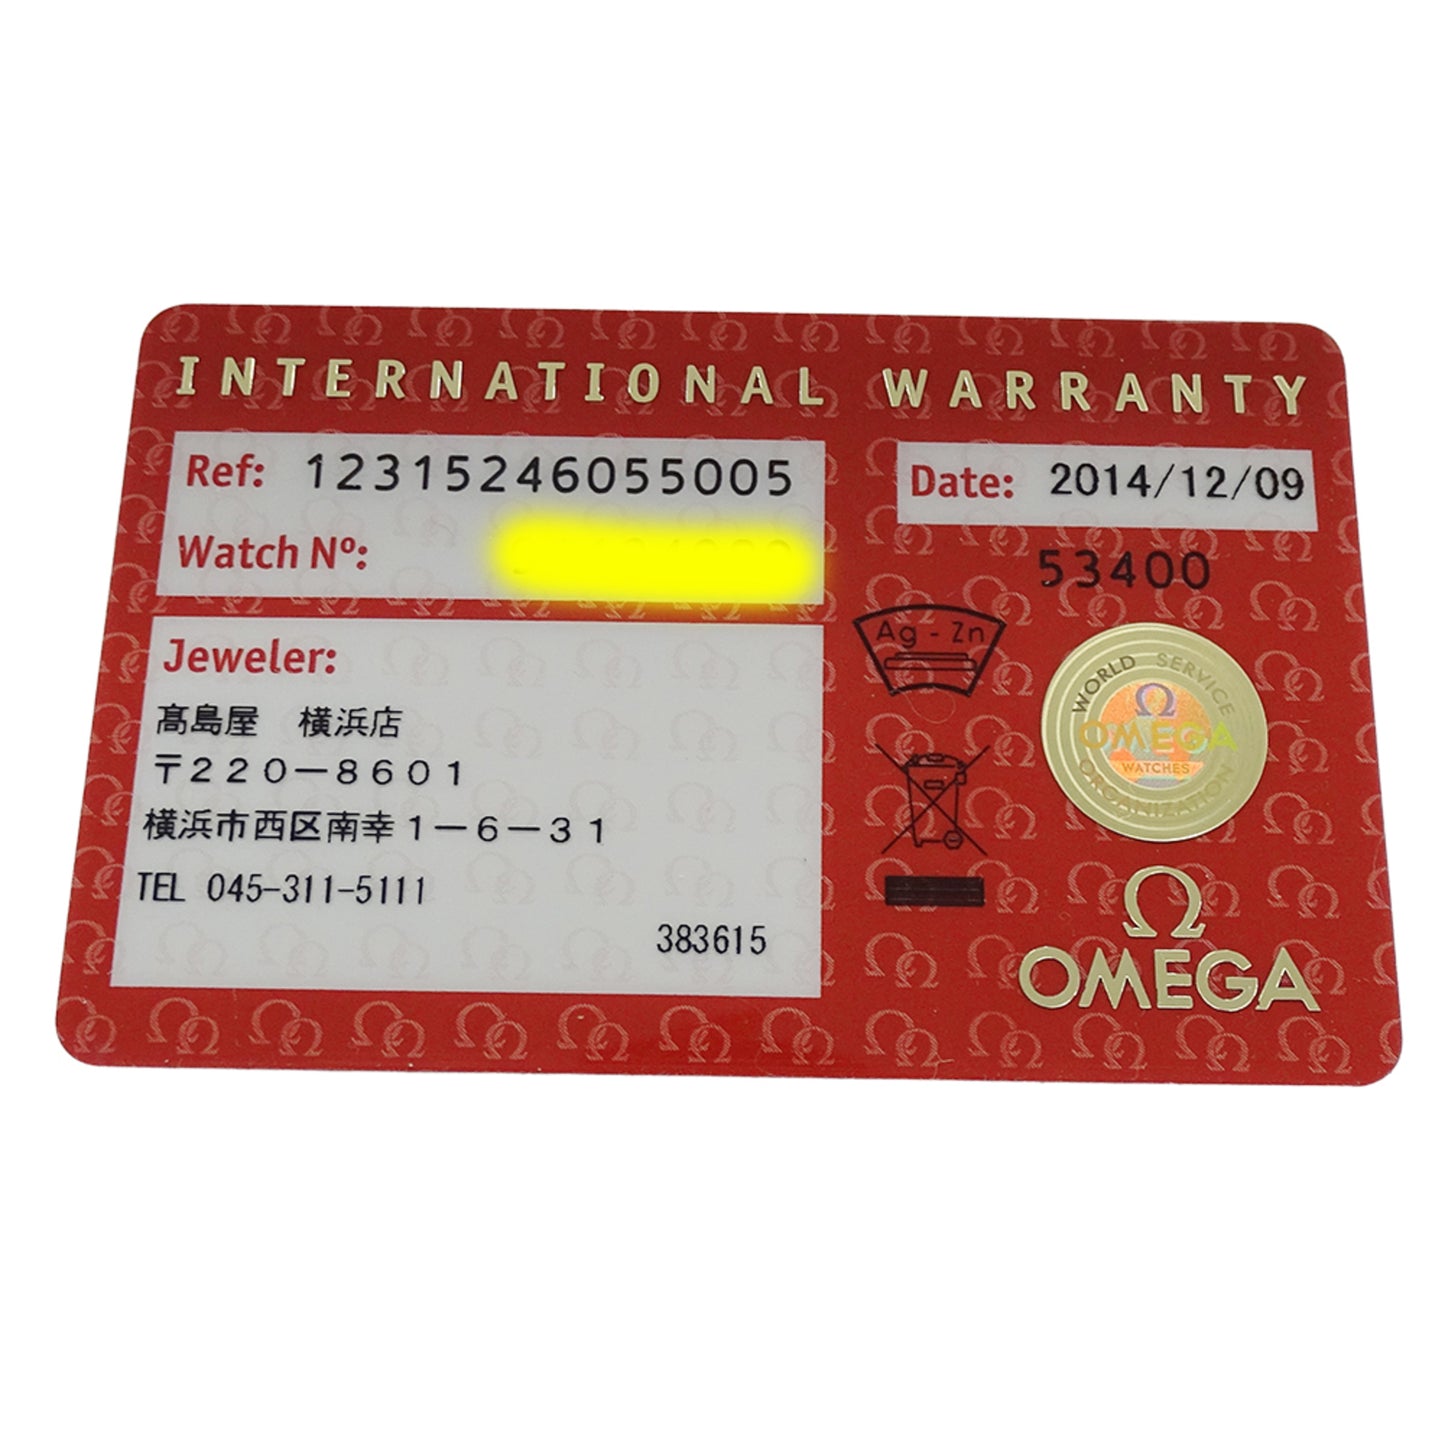 INTERNATIONAL WARRANTY
Ref: 12315246055005
Date: 2014/12/09
Watch Nº:
53400
Ag - Zn
Jeweler:
髙島屋 横浜店
〒220－8601
横浜市西区南幸1－6－31
TEL 045-311-5111
383615
WORLD SERVICE ORGANIZATION
Ω
OMEGA
WATCHES
Ω
OMEGA